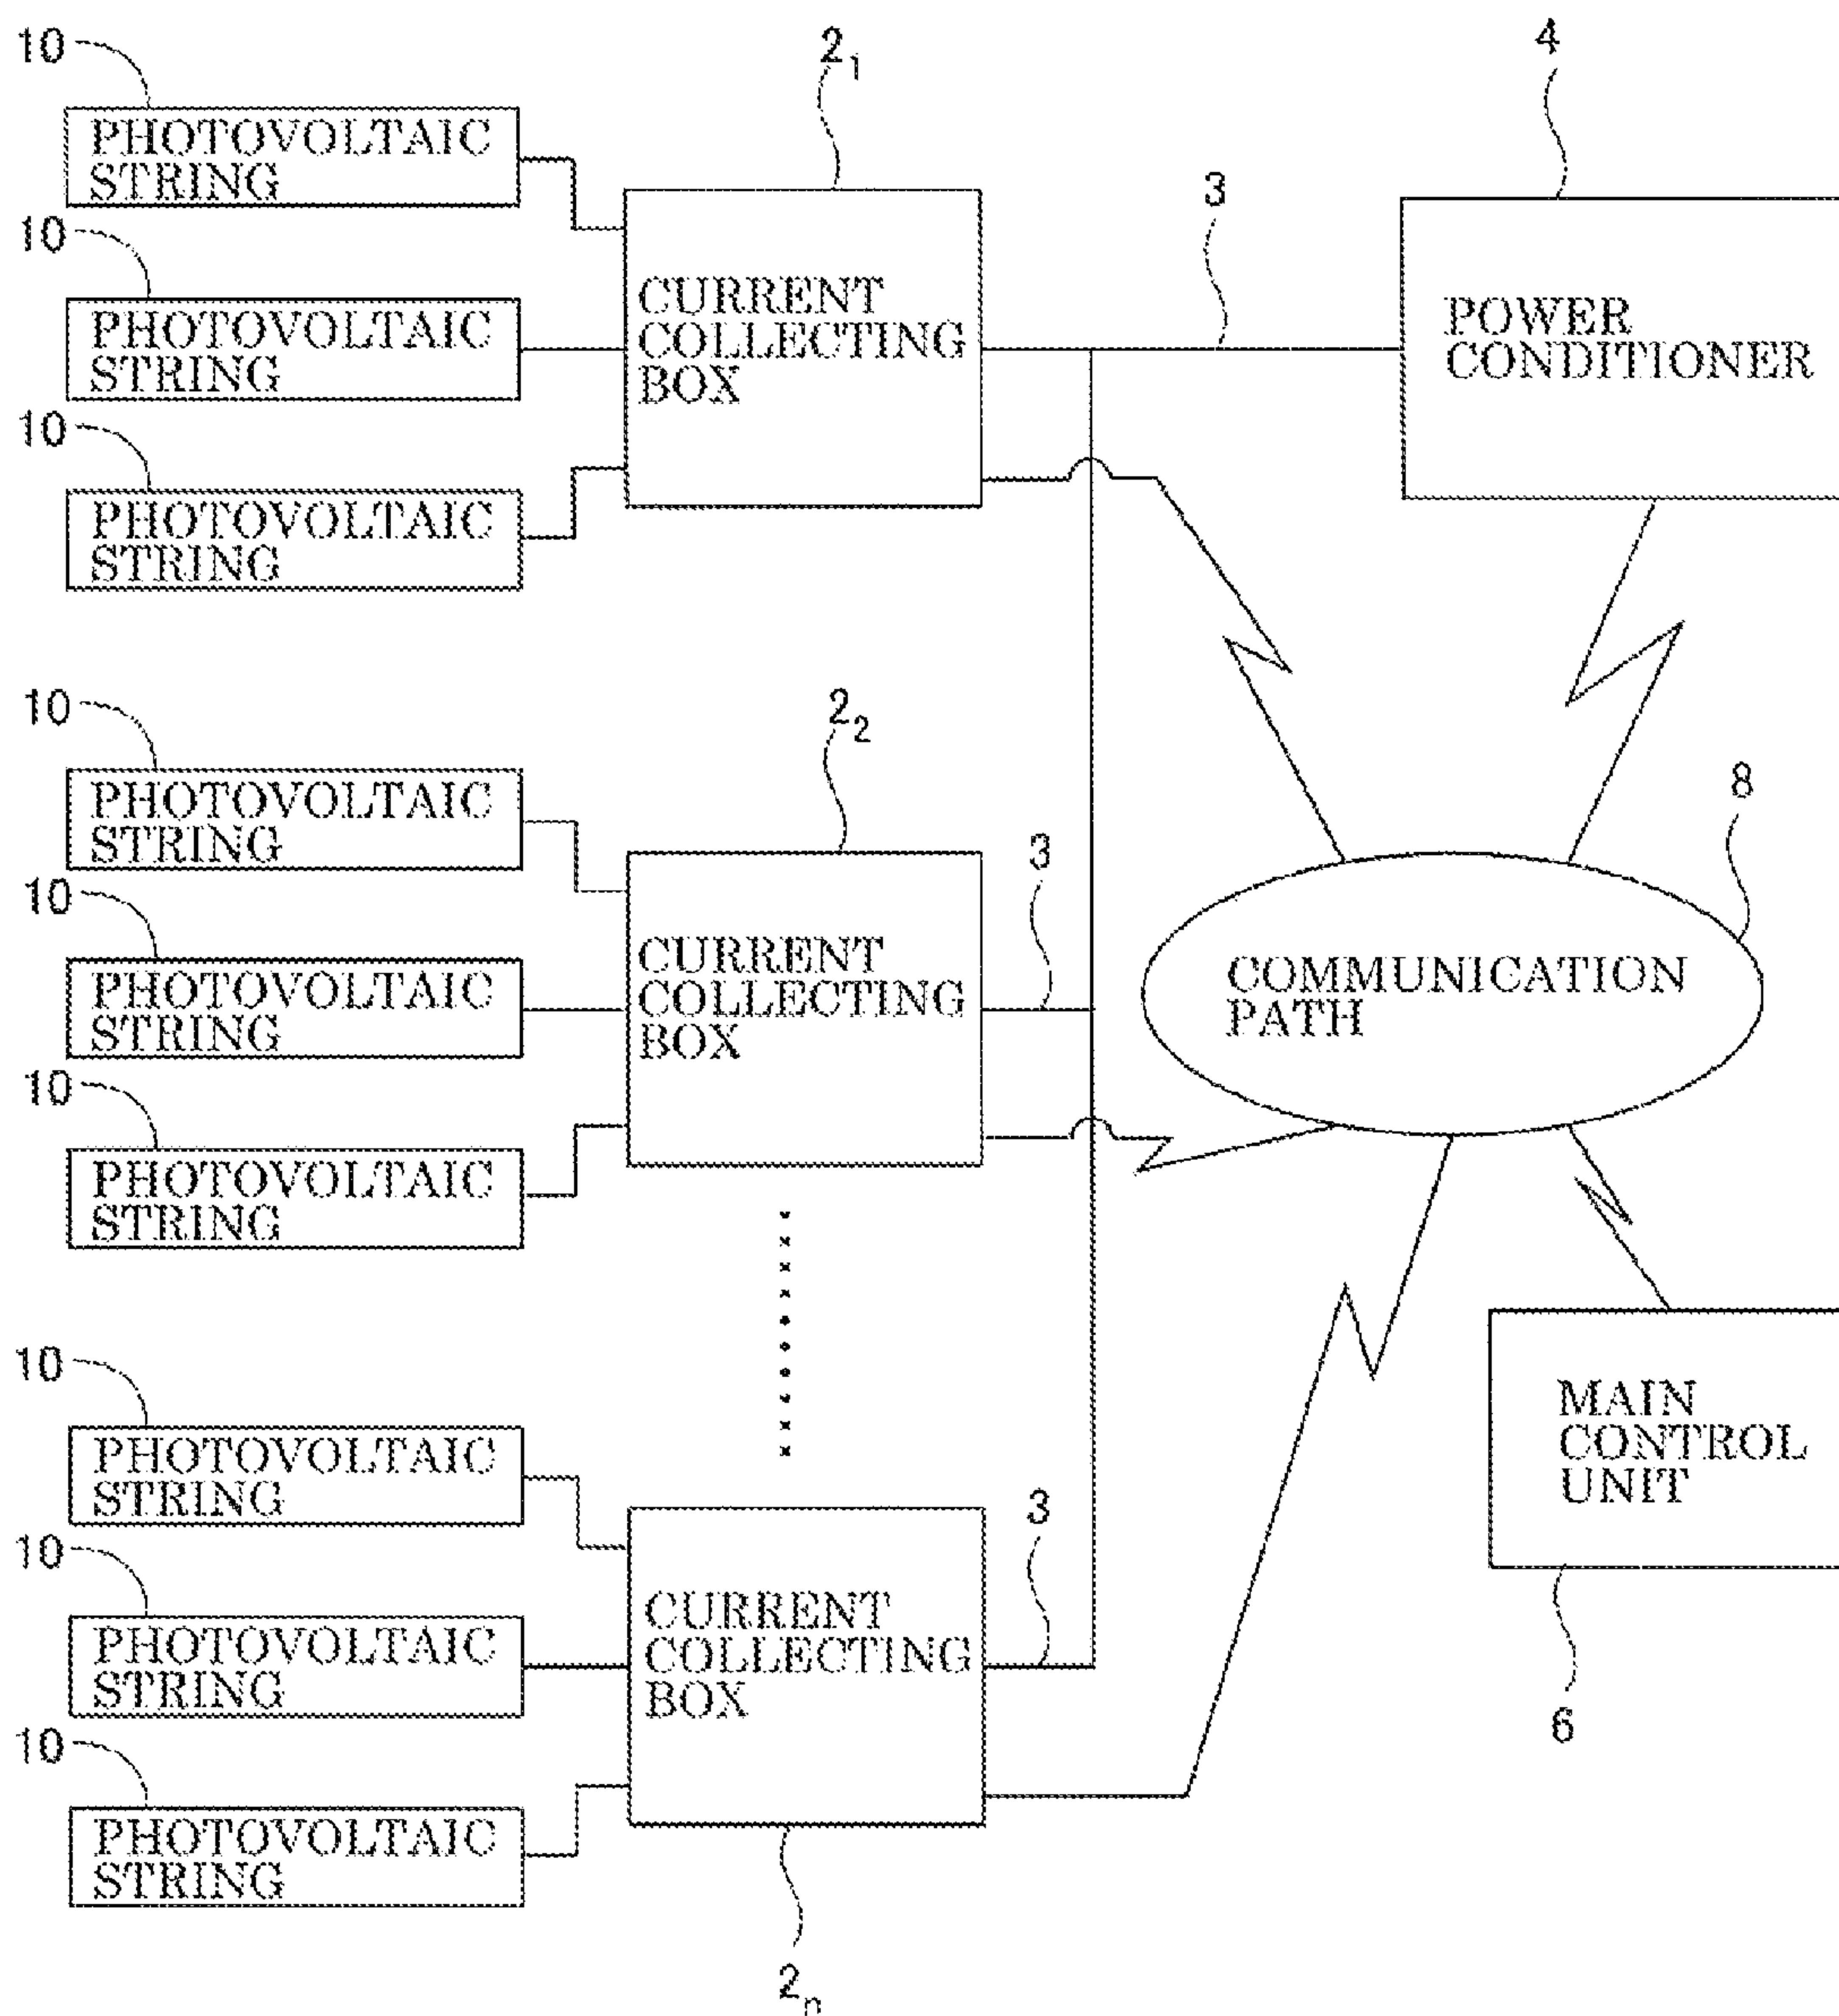 10
PHOTOVOLTAIC
STRING
10
PHOTOVOLTAIC
STRING
10
PHOTOVOLTAIC
STRING
2₁
CURRENT
COLLECTING
BOX
3
4
POWER
CONDITIONER
10
PHOTOVOLTAIC
STRING
10
PHOTOVOLTAIC
STRING
10
PHOTOVOLTAIC
STRING
2₂
CURRENT
COLLECTING
BOX
3
8
COMMUNICATION
PATH
10
PHOTOVOLTAIC
STRING
10
PHOTOVOLTAIC
STRING
10
PHOTOVOLTAIC
STRING
CURRENT
COLLECTING
BOX
2ₙ
3
MAIN
CONTROL
UNIT
6